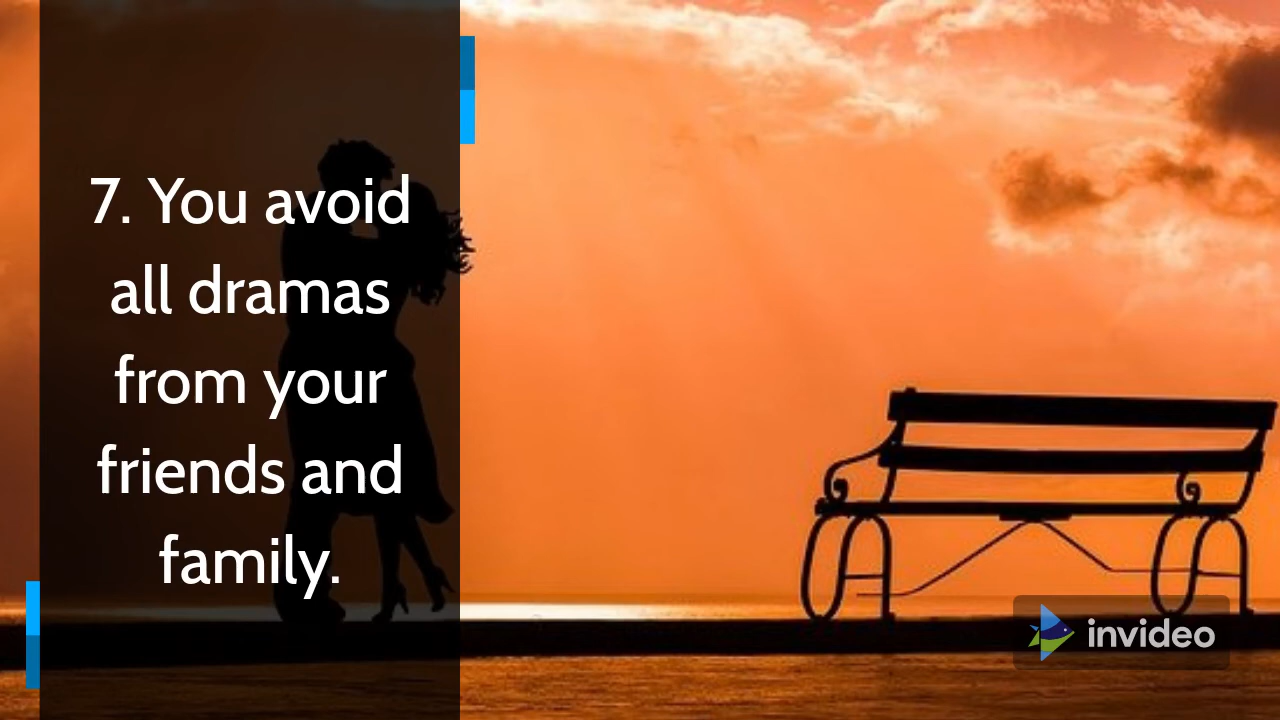 7. You avoid
all dramas
from your
friends and
family.
invideo